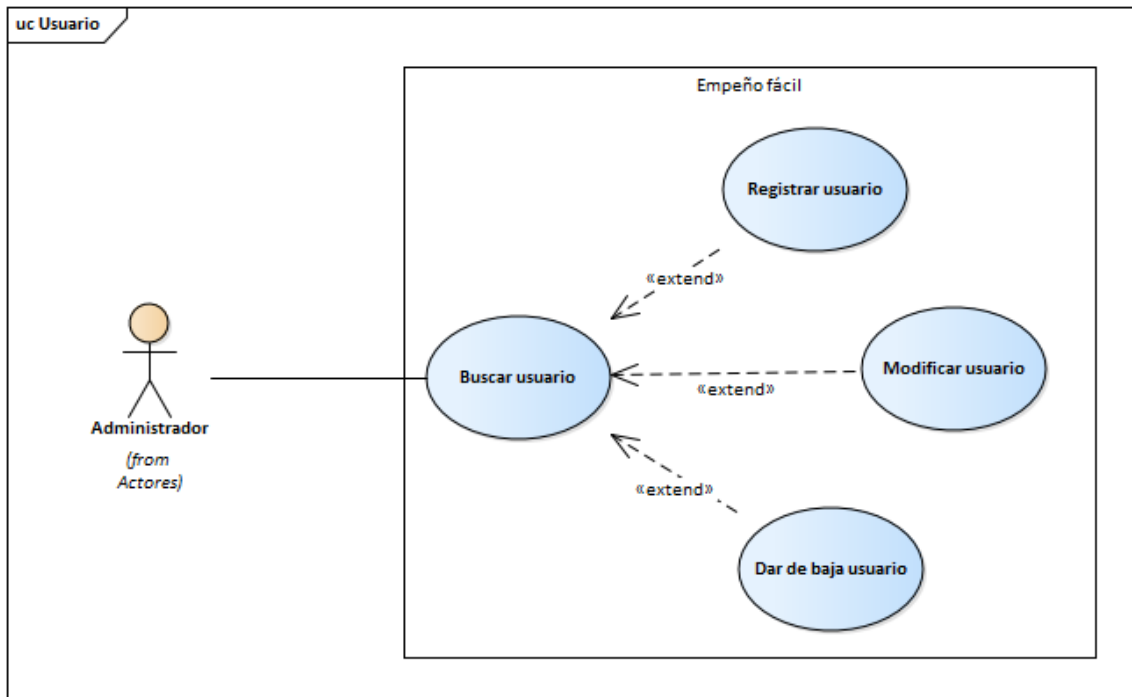 uc Usuario
Empeño fácil
Registrar usuario
«extend»
Buscar usuario
Modificar usuario
«extend»
Administrador
(from
Actores)
«extend»
Dar de baja usuario